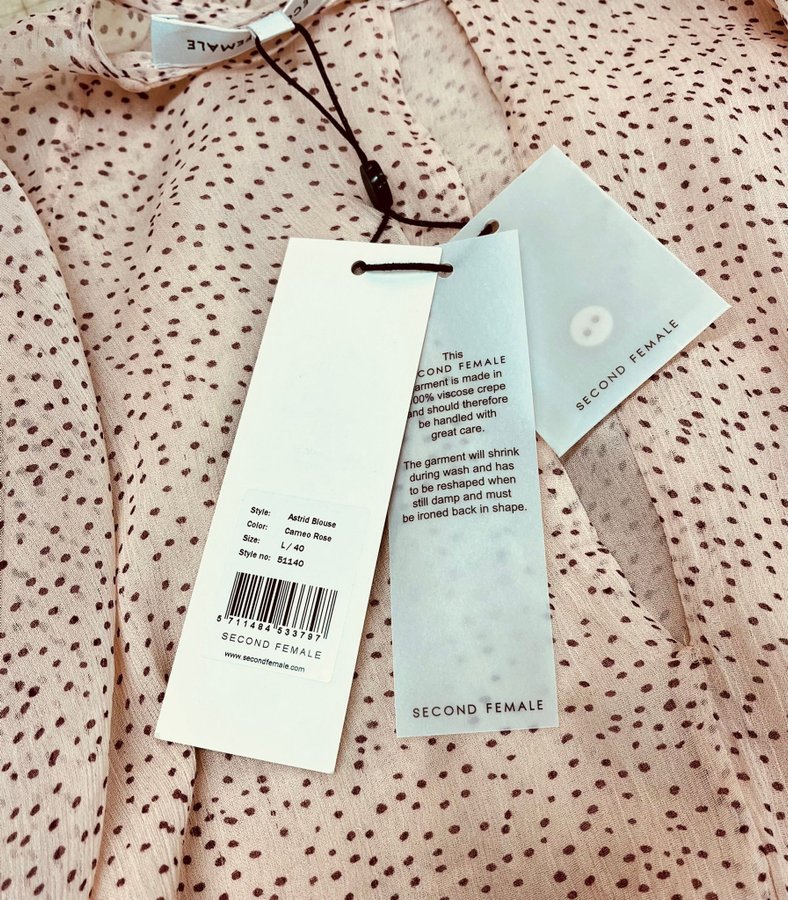 FEMALE
This
COND FEMALE
arment is made in
00% viscose crepe
and should therefore
be handled with
great care.
The garment will shrink
during wash and has
to be reshaped when
still damp and must
be ironed back in shape.
SECOND FEMALE
SECOND FEMALE
Style: Astrid Blouse
Color: Cameo Rose
Size: L / 40
Style no: 51140
5 711484 533797
SECOND FEMALE
www.secondfemale.com